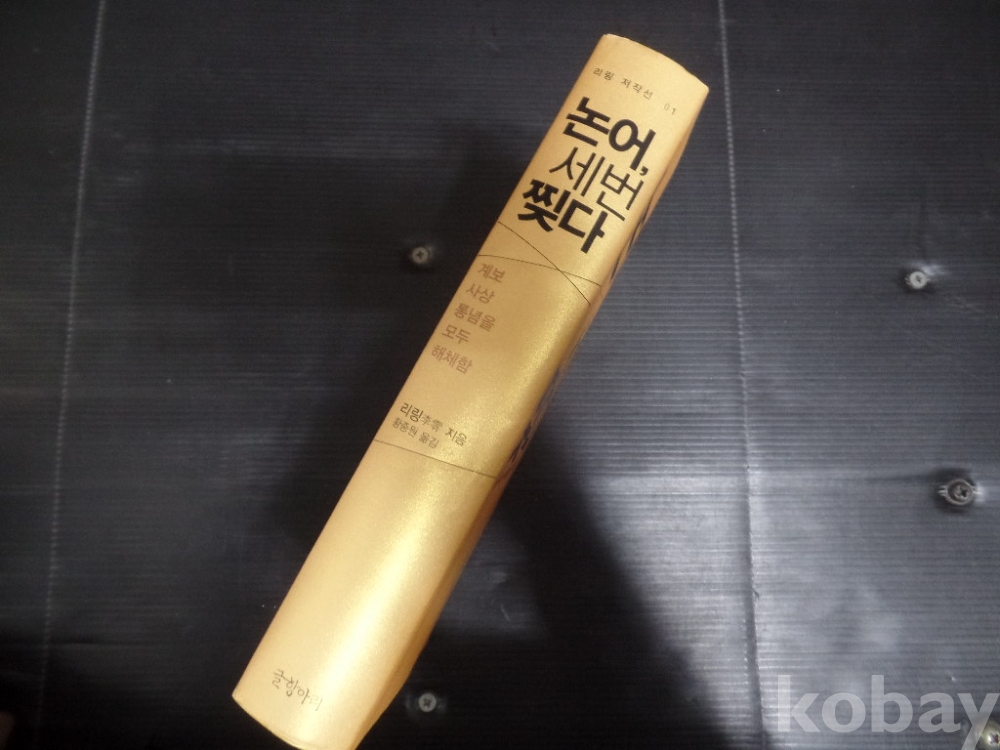 리링 저작선 01
논어,
세번
찢다
계보
사상
통념을
모두
해체함
리링李零 지음
황종원 옮김
글항아리
kobay